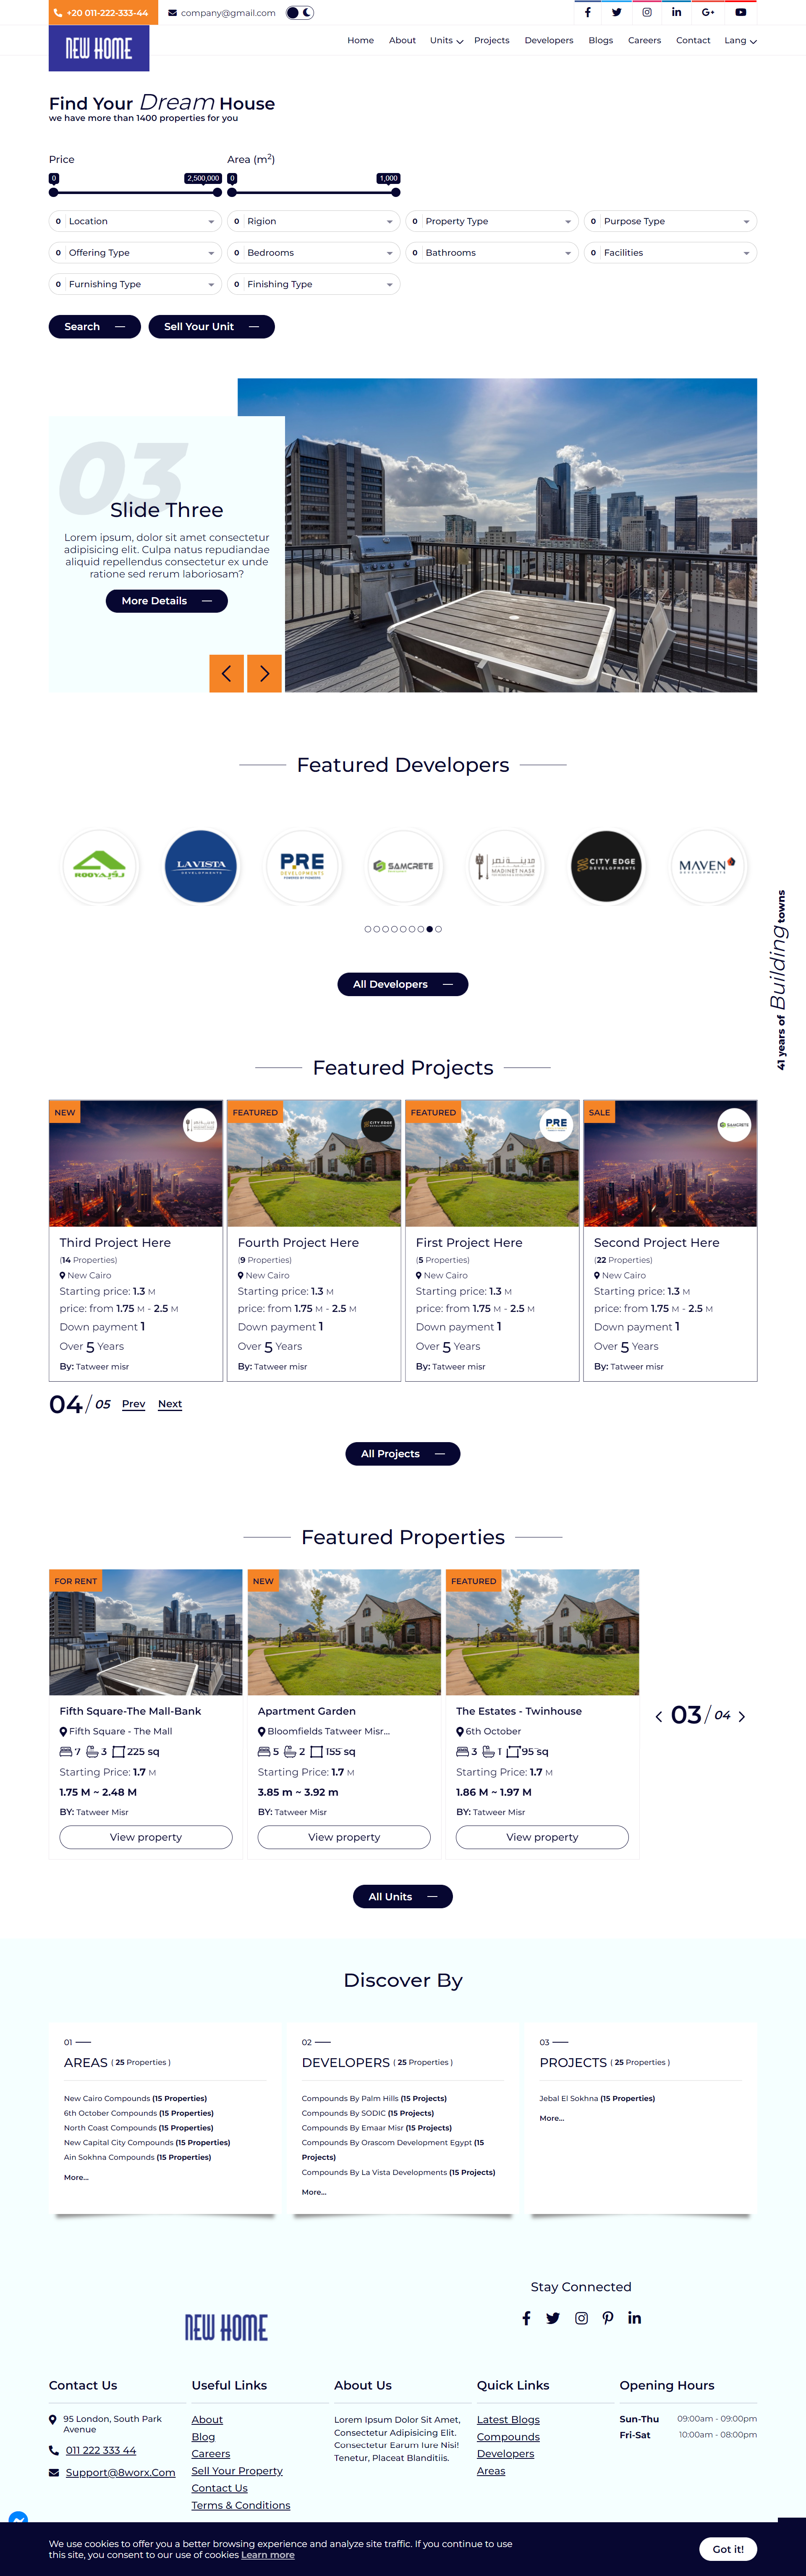 +20 011-222-333-44
company@gmail.com
NEW HOME
Home
About
Units
Projects
Developers
Blogs
Careers
Contact
Lang
Find Your Dream House
we have more than 1400 properties for you
Price
Area (m²)
0
2,500,000
0
1,000
0 Location
0 Rigion
0 Property Type
0 Purpose Type
0 Offering Type
0 Bedrooms
0 Bathrooms
0 Facilities
0 Furnishing Type
0 Finishing Type
Search
Sell Your Unit
03
Slide Three
Lorem ipsum, dolor sit amet consectetur
adipisicing elit. Culpa natus repudiandae
aliquid repellendus consectetur ex unde
ratione sed rerum laboriosam?
More Details
Featured Developers
ROOYA
LAVISTA
DEVELOPMENTS
PRE
DEVELOPMENTS
SAMCRETE
مدينة نصر
MADINET NASR
CITY EDGE
DEVELOPMENTS
MAVEN
DEVELOPMENTS
41 years of Building towns
All Developers
Featured Projects
NEW
FEATURED
CITY EDGE
FEATURED
PRE
SALE
SAMCRETE
Third Project Here
(14 Properties)
New Cairo
Starting price: 1.3 M
price: from 1.75 M - 2.5 M
Down payment 1
Over 5 Years
By: Tatweer misr
Fourth Project Here
(9 Properties)
New Cairo
Starting price: 1.3 M
price: from 1.75 M - 2.5 M
Down payment 1
Over 5 Years
By: Tatweer misr
First Project Here
(5 Properties)
New Cairo
Starting price: 1.3 M
price: from 1.75 M - 2.5 M
Down payment 1
Over 5 Years
By: Tatweer misr
Second Project Here
(22 Properties)
New Cairo
Starting price: 1.3 M
price: from 1.75 M - 2.5 M
Down payment 1
Over 5 Years
By: Tatweer misr
04/05
Prev
Next
All Projects
Featured Properties
FOR RENT
Fifth Square-The Mall-Bank
Fifth Square - The Mall
7 3 225 sq
Starting Price: 1.7 M
1.75 M ~ 2.48 M
BY: Tatweer Misr
View property
NEW
Apartment Garden
Bloomfields Tatweer Misr...
5 2 155 sq
Starting Price: 1.7 M
3.85 m ~ 3.92 m
BY: Tatweer Misr
View property
FEATURED
The Estates - Twinhouse
6th October
3 1 95 sq
Starting Price: 1.7 M
1.86 M ~ 1.97 M
BY: Tatweer Misr
View property
03/04
All Units
Discover By
01
AREAS ( 25 Properties )
New Cairo Compounds (15 Properties)
6th October Compounds (15 Properties)
North Coast Compounds (15 Properties)
New Capital City Compounds (15 Properties)
Ain Sokhna Compounds (15 Properties)
More...
02
DEVELOPERS ( 25 Properties )
Compounds By Palm Hills (15 Projects)
Compounds By SODIC (15 Projects)
Compounds By Emaar Misr (15 Projects)
Compounds By Orascom Development Egypt (15
Projects)
Compounds By La Vista Developments (15 Projects)
More...
03
PROJECTS ( 25 Properties )
Jebal El Sokhna (15 Properties)
More...
NEW HOME
Stay Connected
Contact Us
95 London, South Park
Avenue
011 222 333 44
Support@8worx.Com
Useful Links
About
Blog
Careers
Sell Your Property
Contact Us
Terms & Conditions
About Us
Lorem Ipsum Dolor Sit Amet,
Consectetur Adipisicing Elit.
Consectetur Earum Iure Nisi!
Tenetur, Placeat Blanditiis.
Quick Links
Latest Blogs
Compounds
Developers
Areas
Opening Hours
Sun-Thu 09:00am - 09:00pm
Fri-Sat 10:00am - 08:00pm
We use cookies to offer you a better browsing experience and analyze site traffic. If you continue to use
this site, you consent to our use of cookies Learn more
Got it!